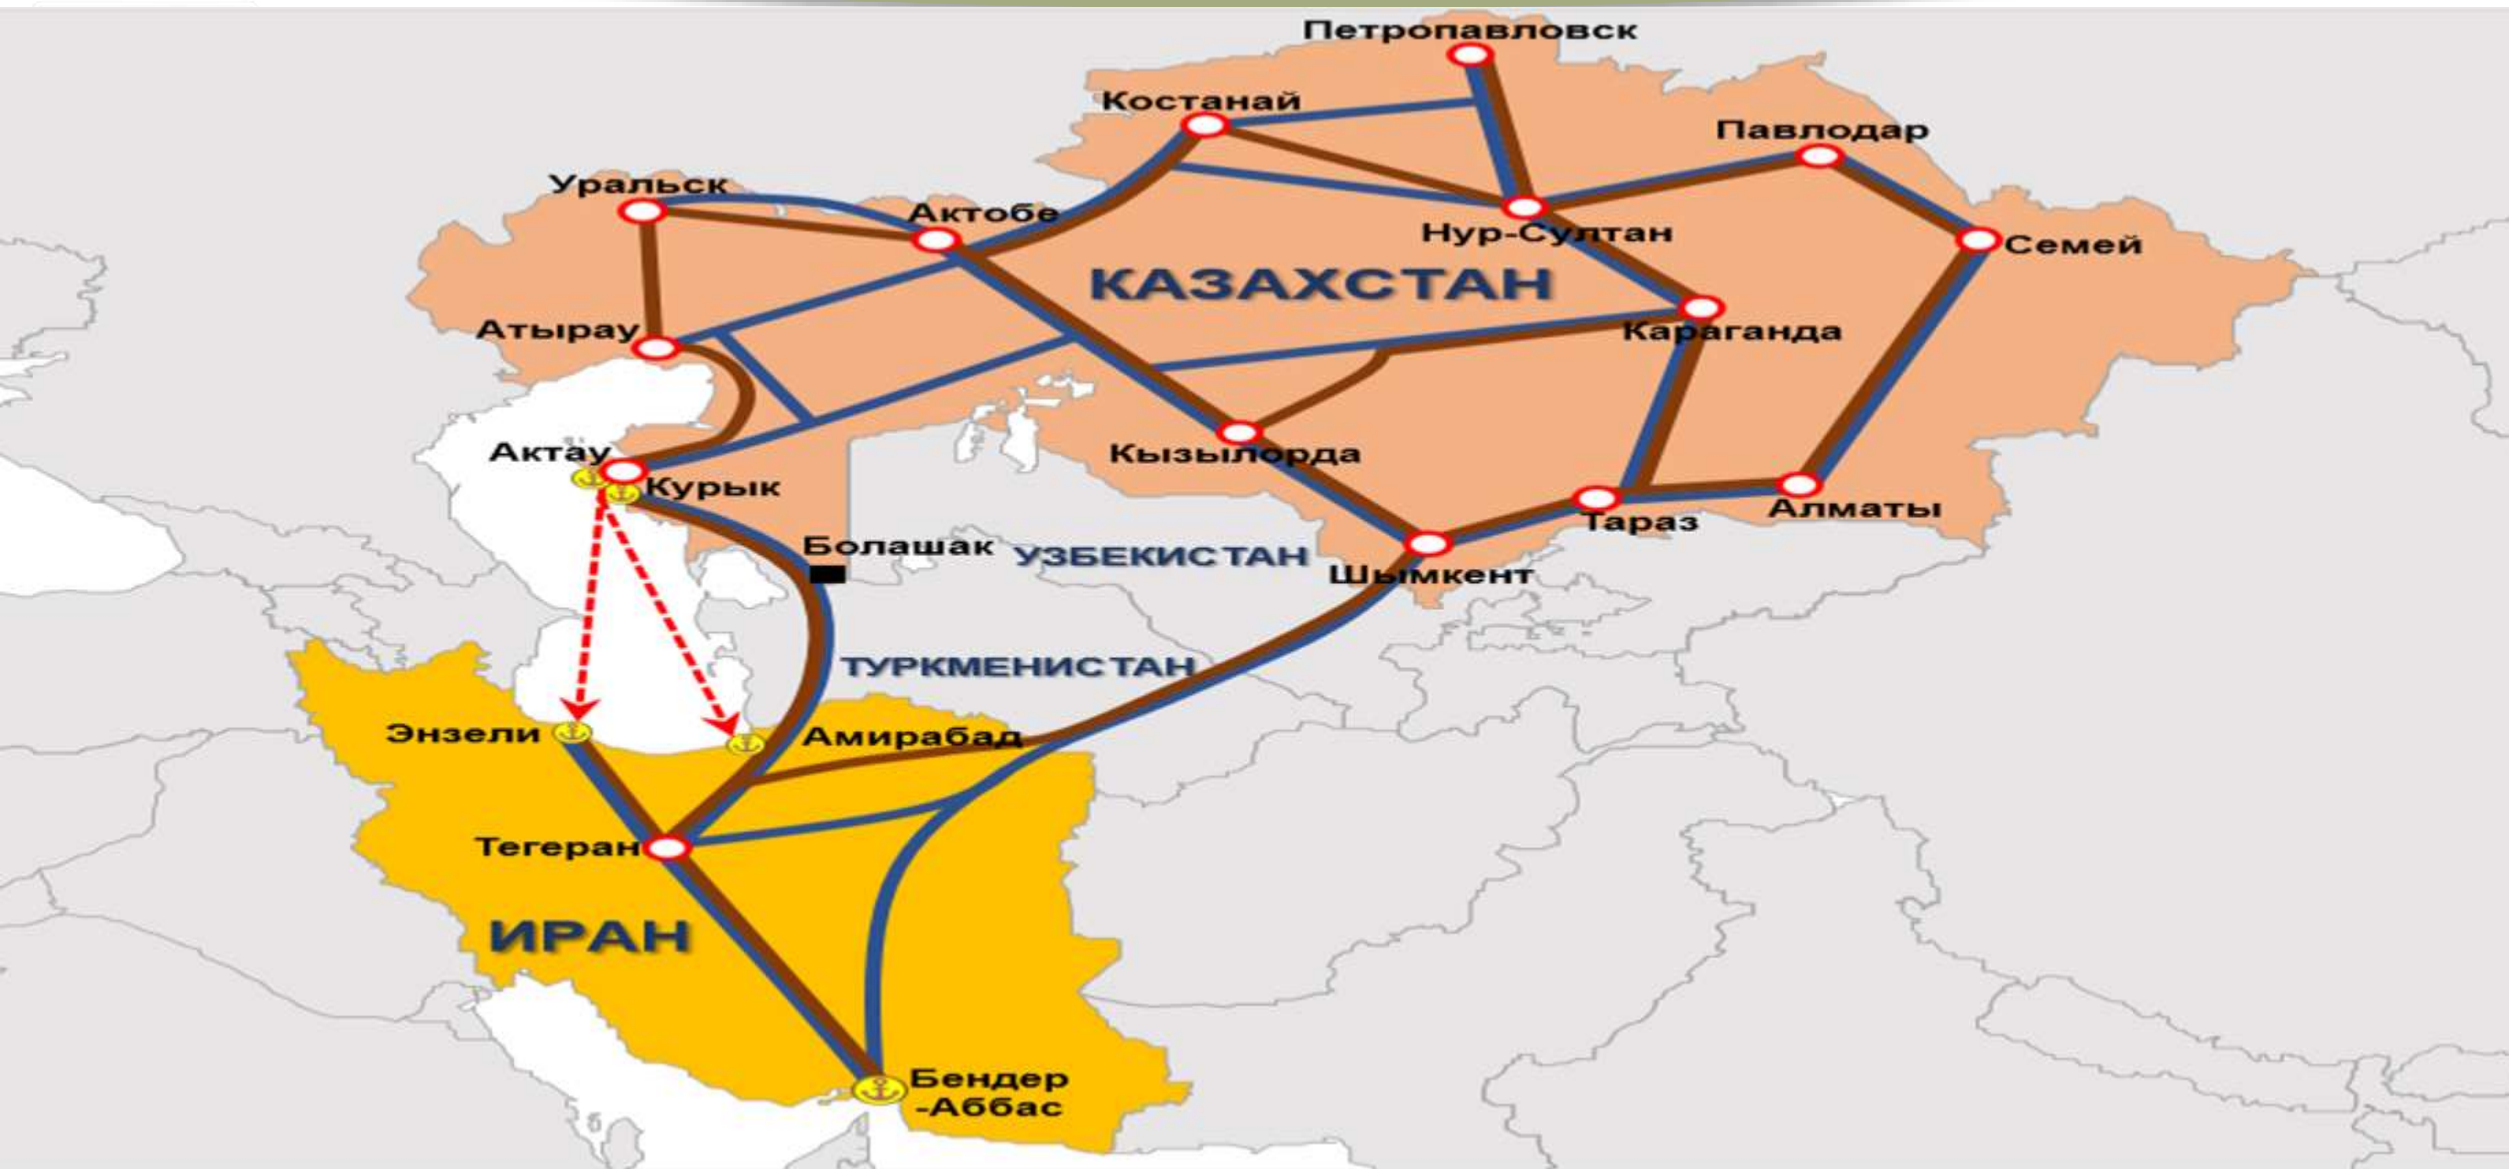 Петропавловск
Костанай
Павлодар
Уральск
Актобе
Нур-Султан
Семей
КАЗАХСТАН
Атырау
Караганда
Актау
Кызылорда
Курык
Тараз
Алматы
Болашак
УЗБЕКИСТАН
Шымкент
ТУРКМЕНИСТАН
Энзели
Амирабад
Тегеран
ИРАН
Бендер
-Аббас